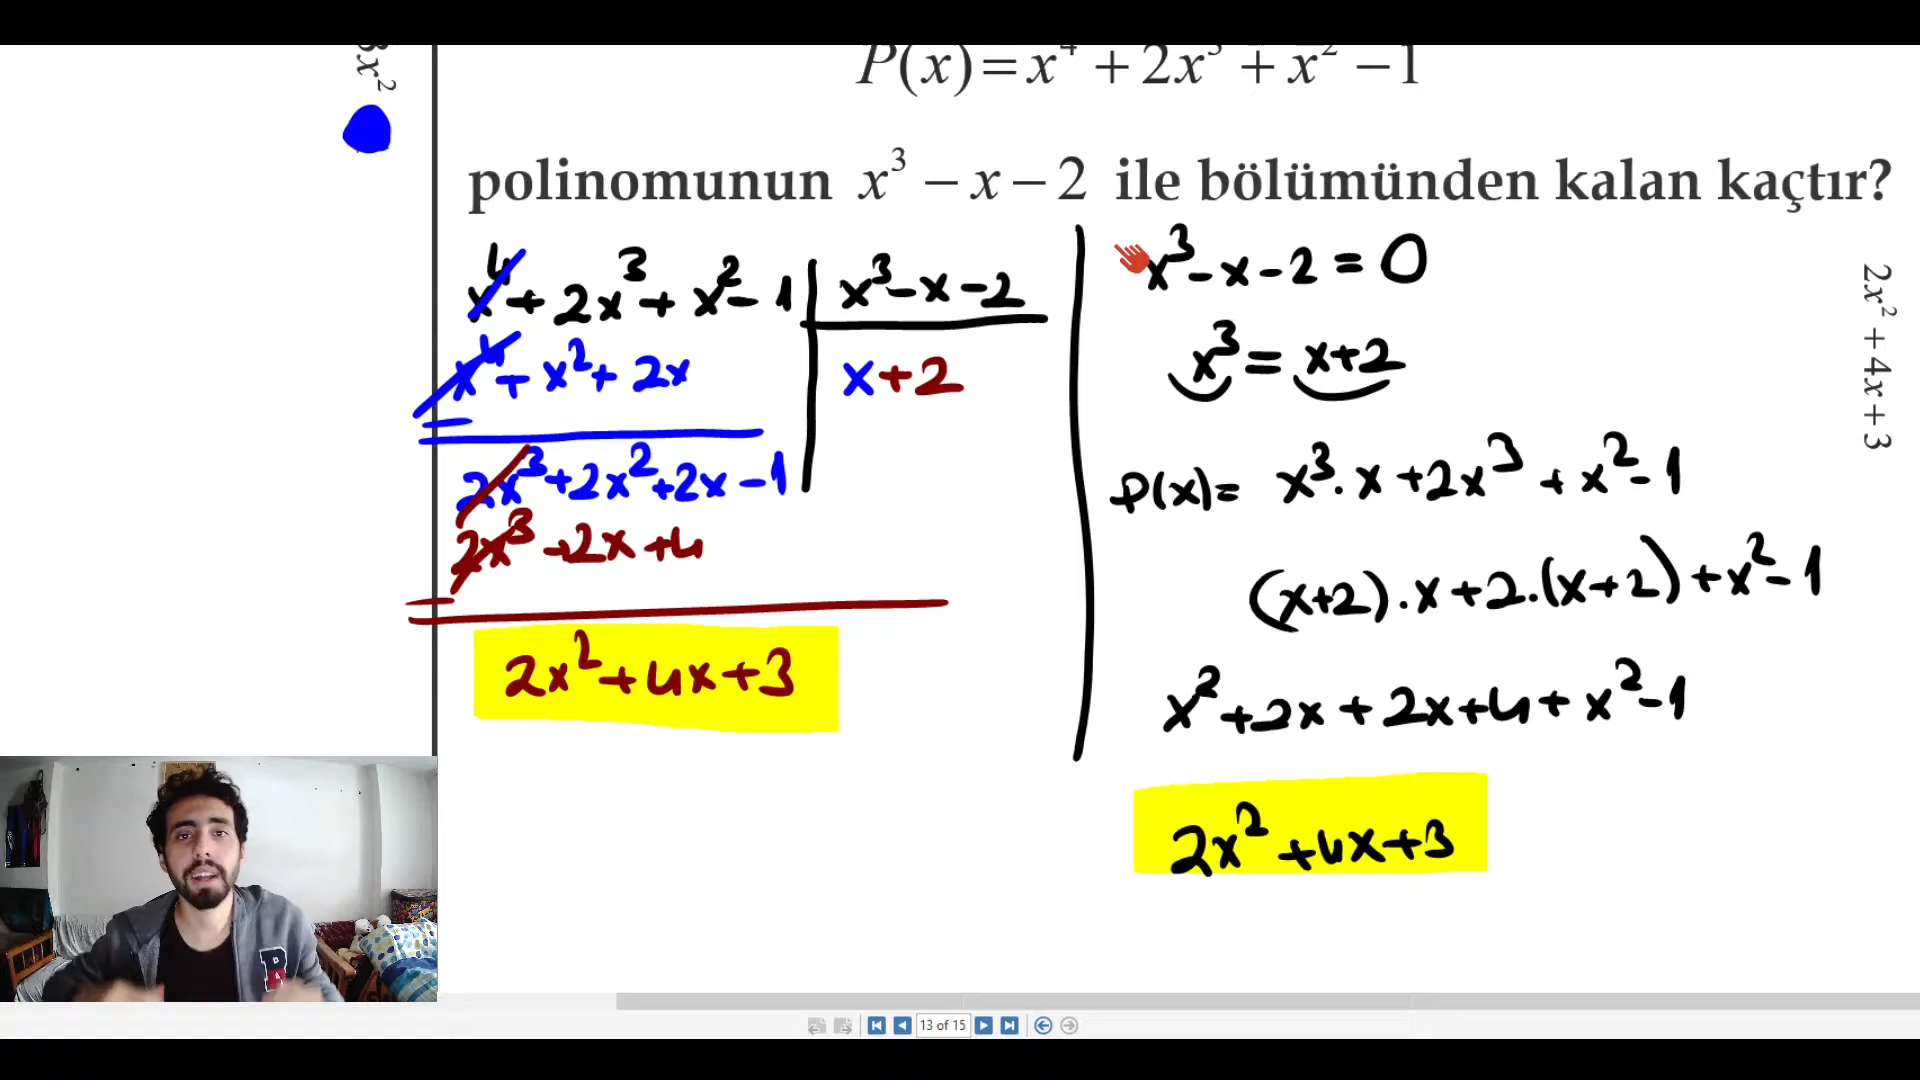 3x²
P(x)=x⁴+2x³+x²−1
polinomunun x³−x−2 ile bölümünden kalan kaçtır?
x⁴+2x³+x²−1 | x³−x−2
x⁴+x²+2x
x+2
2x³+2x²+2x−1
2x³+2x+4
2x²+4x+3
x³−x−2=0
x³=x+2
P(x)= x³.x+2x³+x²−1
(x+2).x+2.(x+2)+x²−1
x²+2x+2x+4+x²−1
2x²+4x+3
2x²+4x+3
13 of 15